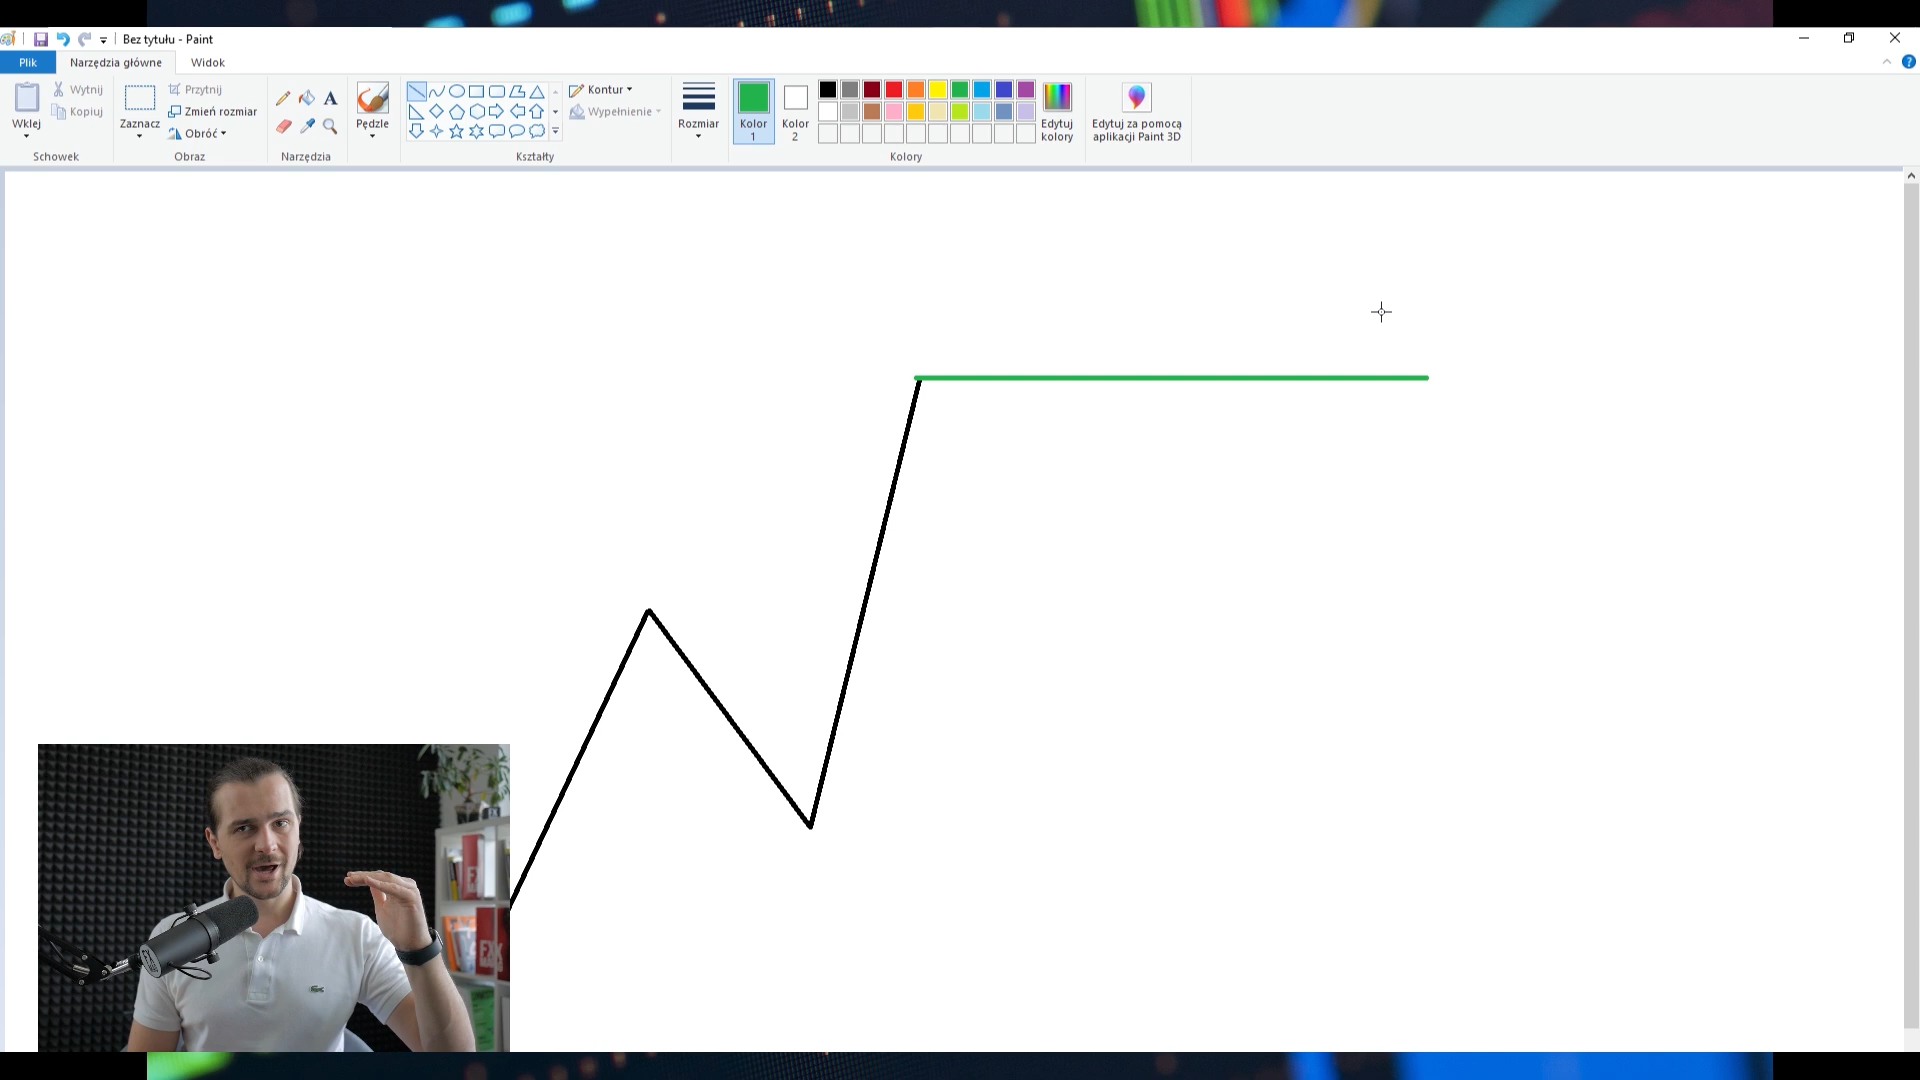 Bez tytułu - Paint
Plik
Narzędzia główne
Widok
Wklej
Wytnij
Kopiuj
Schowek
Zaznacz
Przytnij
Zmień rozmiar
Obróć
Obraz
A
Narzędzia
Pędzle
Kształty
Kontur
Wypełnienie
Rozmiar
Kolor
1
Kolor
2
Kolory
Edytuj
kolory
Edytuj za pomocą
aplikacji Paint 3D
?